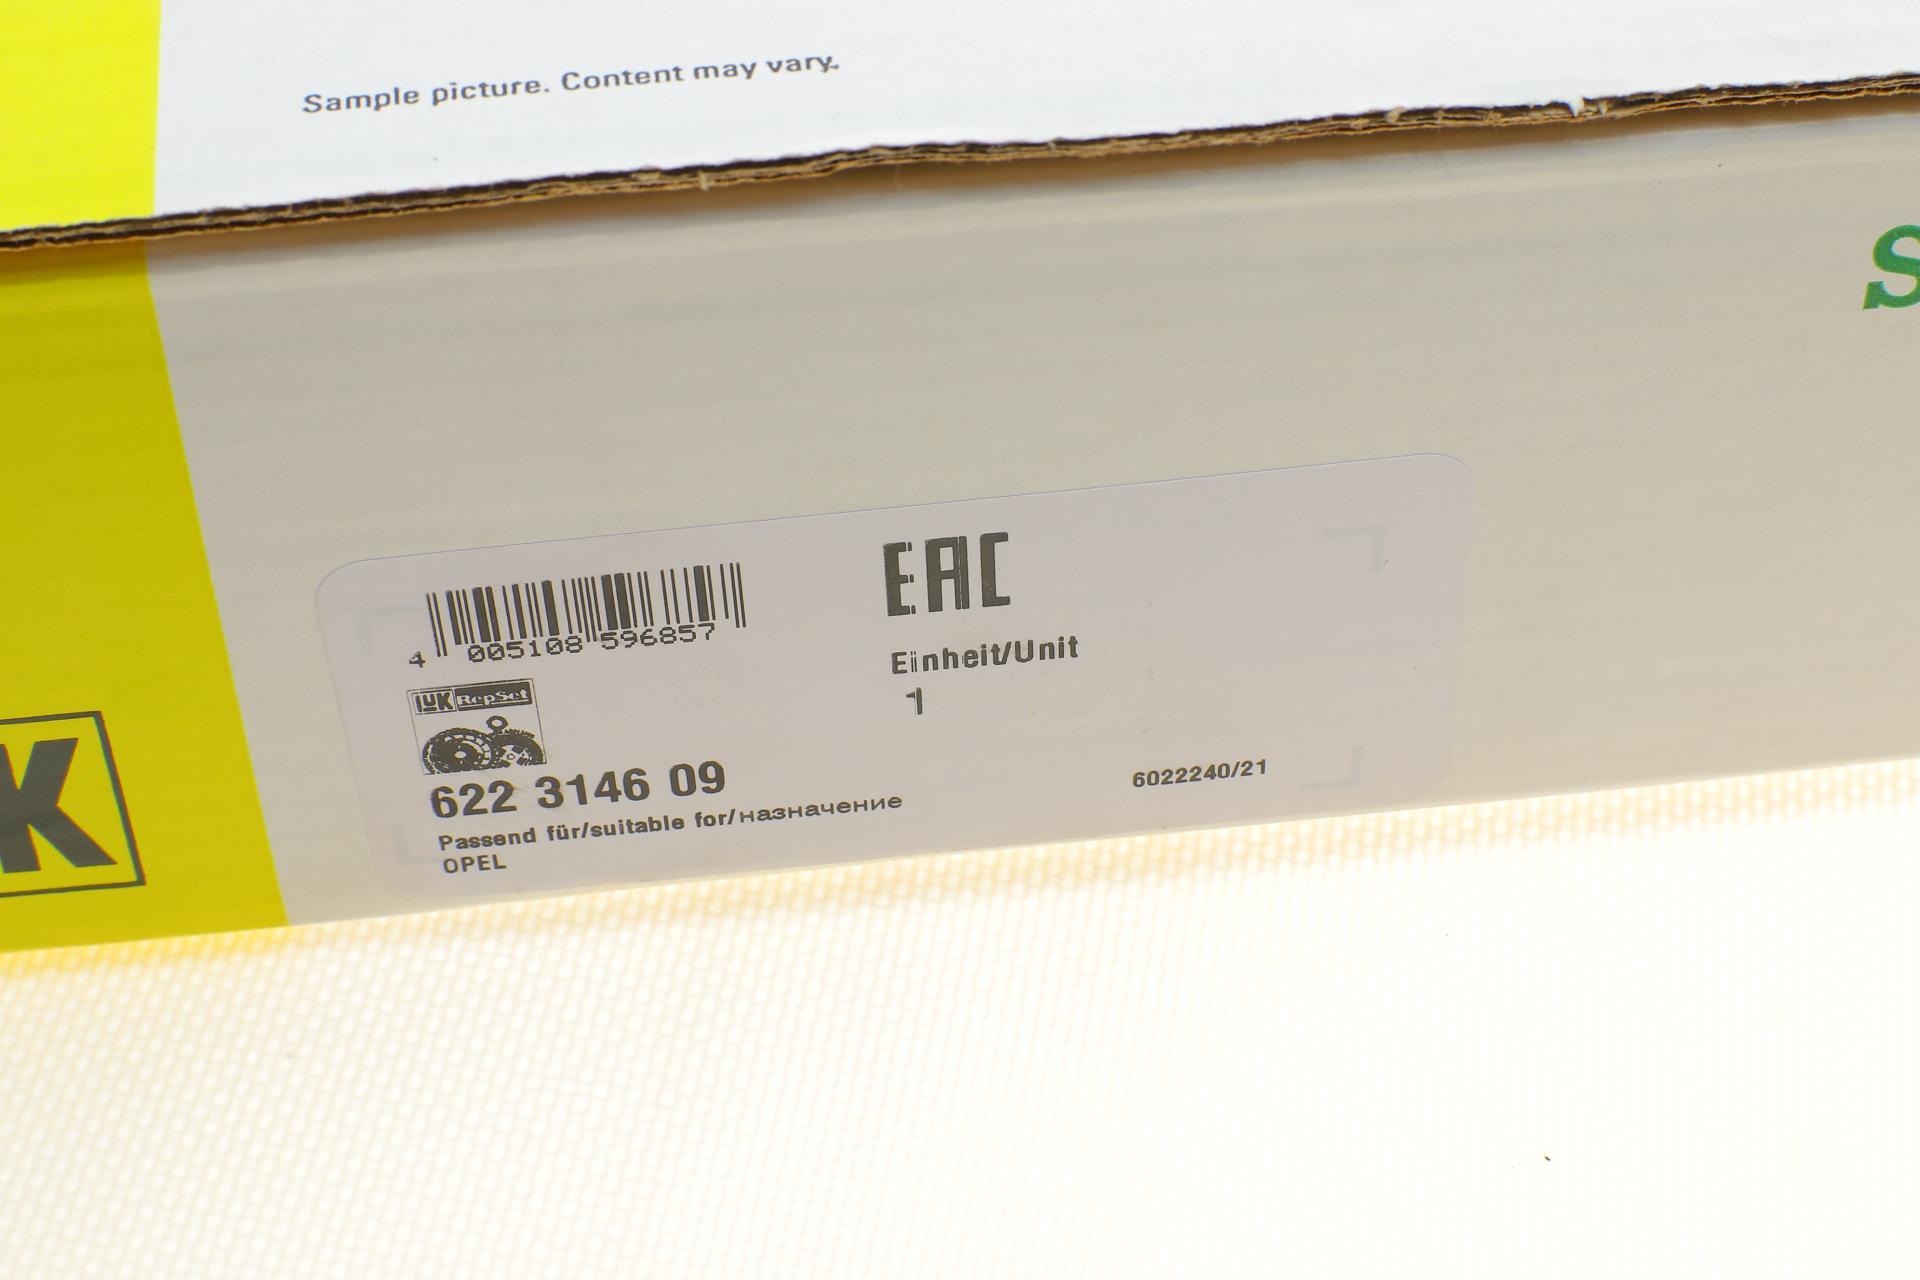 Sample picture. Content may vary.
S
4 005108 596857
EAC
Einheit/Unit
1
LuK RepSet
622 3146 09
6022240/21
Passend für/suitable for/назначение
OPEL
K